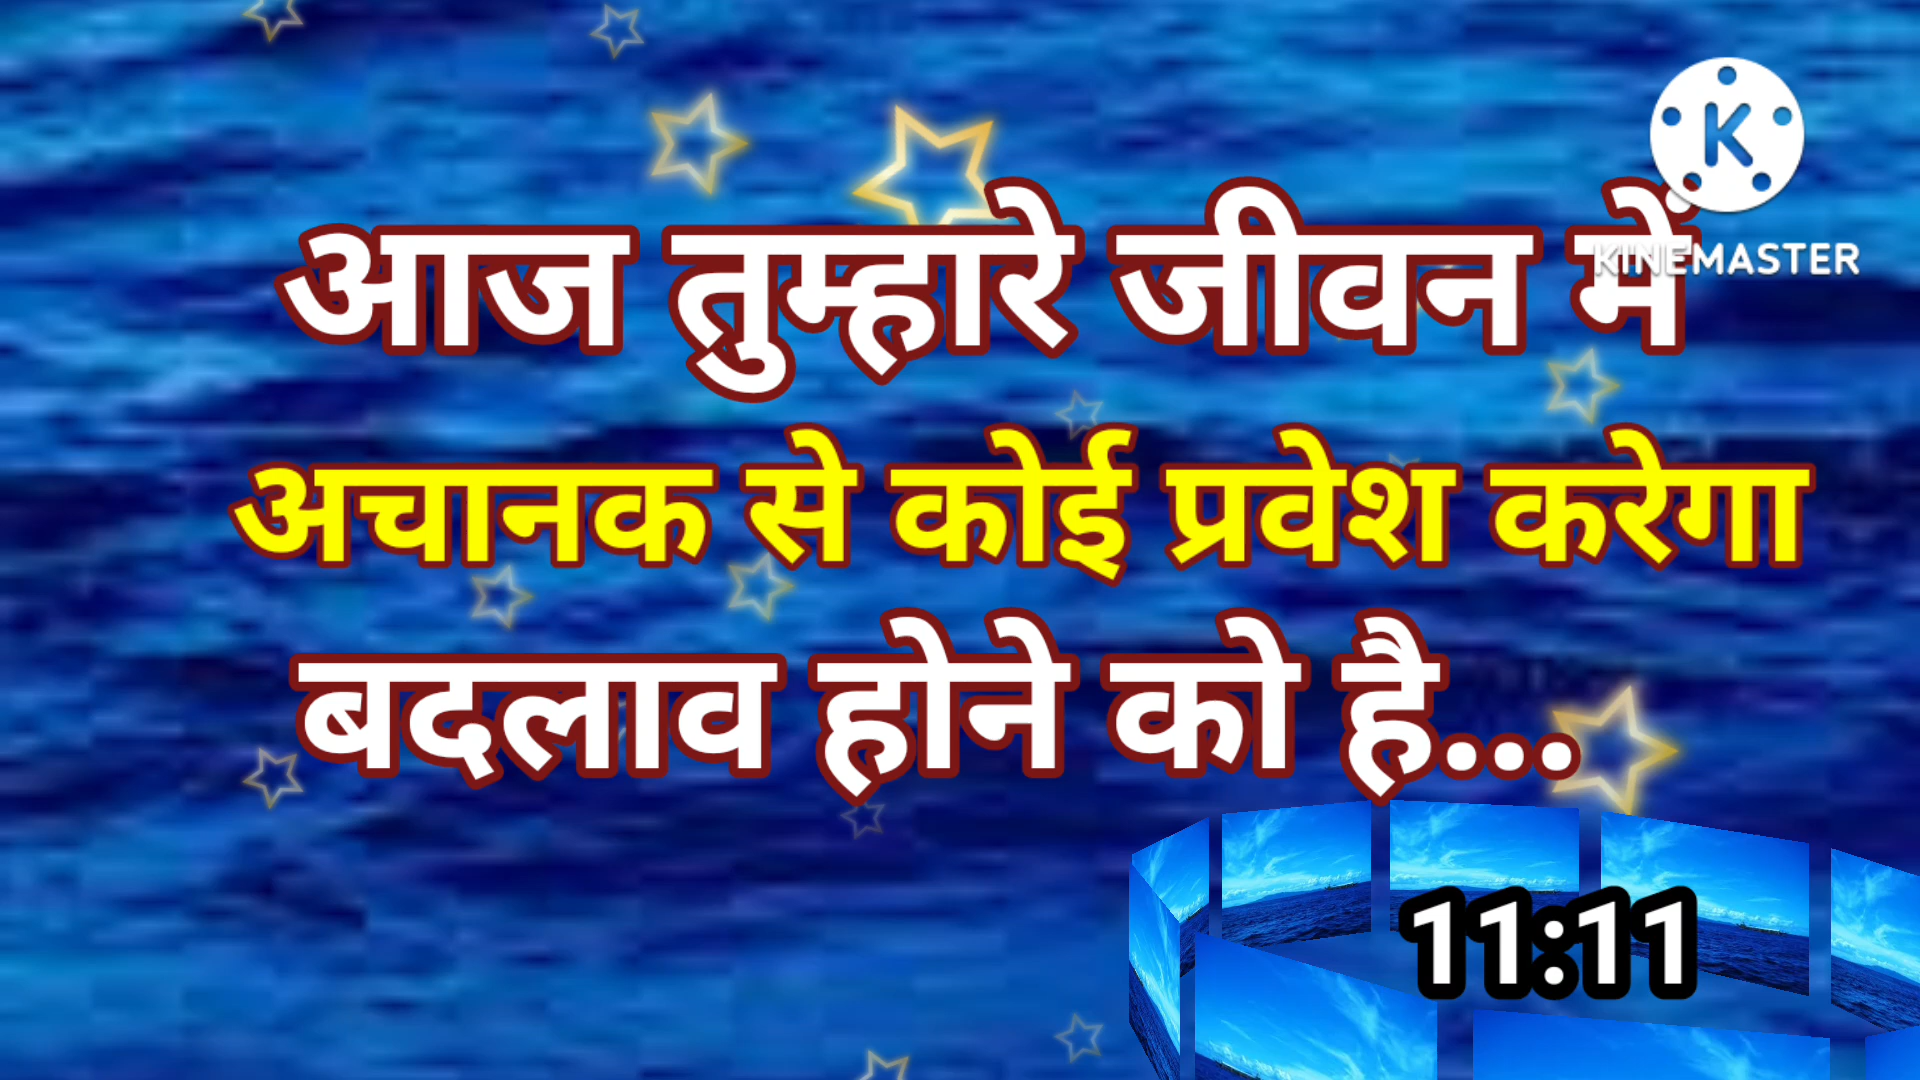 आज तुम्हारे जीवन में
KINEMASTER
अचानक से कोई प्रवेश करेगा
बदलाव होने को है...
11:11